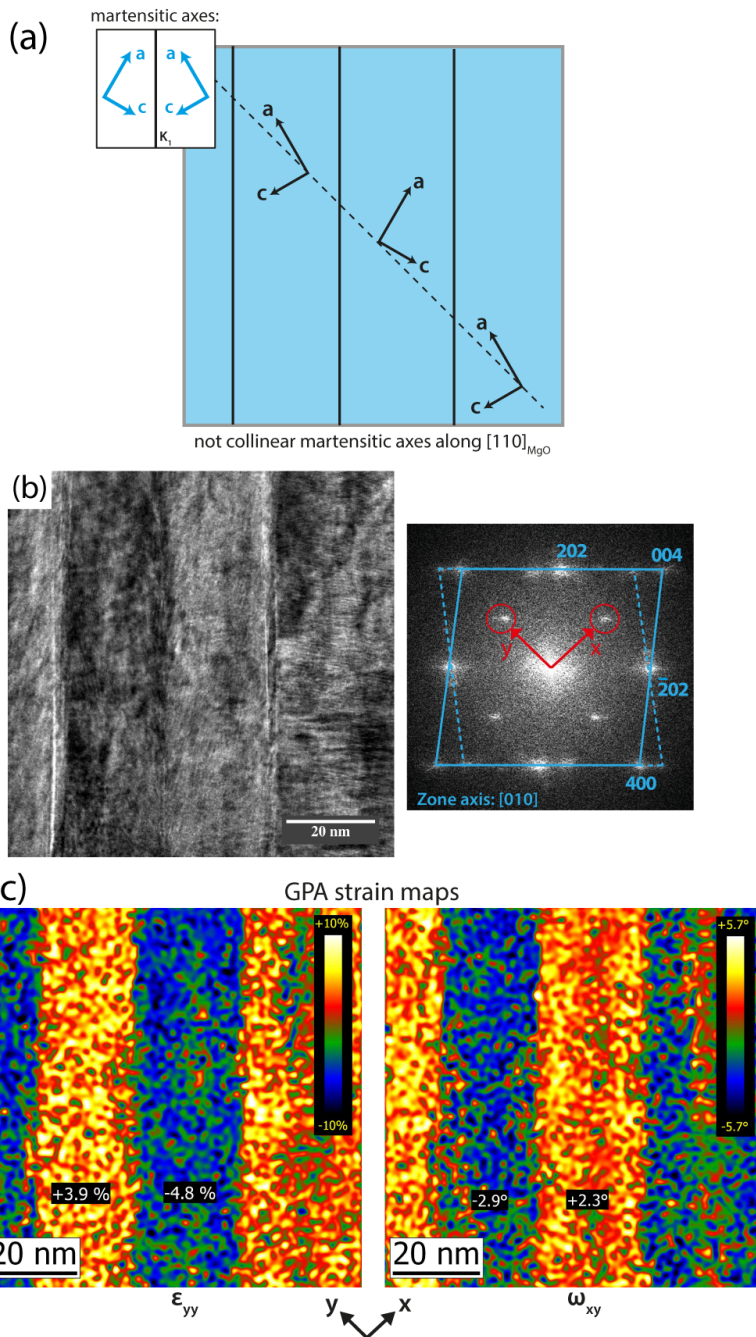 (a)
martensitic axes:
a
a
c
c
K1
a
c
a
c
a
c
not collinear martensitic axes along [110]MgO
(b)
20 nm
202
004
y
x
2̄02
400
Zone axis: [010]
c)
GPA strain maps
+10%
-10%
+3.9 %
-4.8 %
20 nm
+5.7°
-5.7°
-2.9°
+2.3°
20 nm
εyy
y
x
ωxy